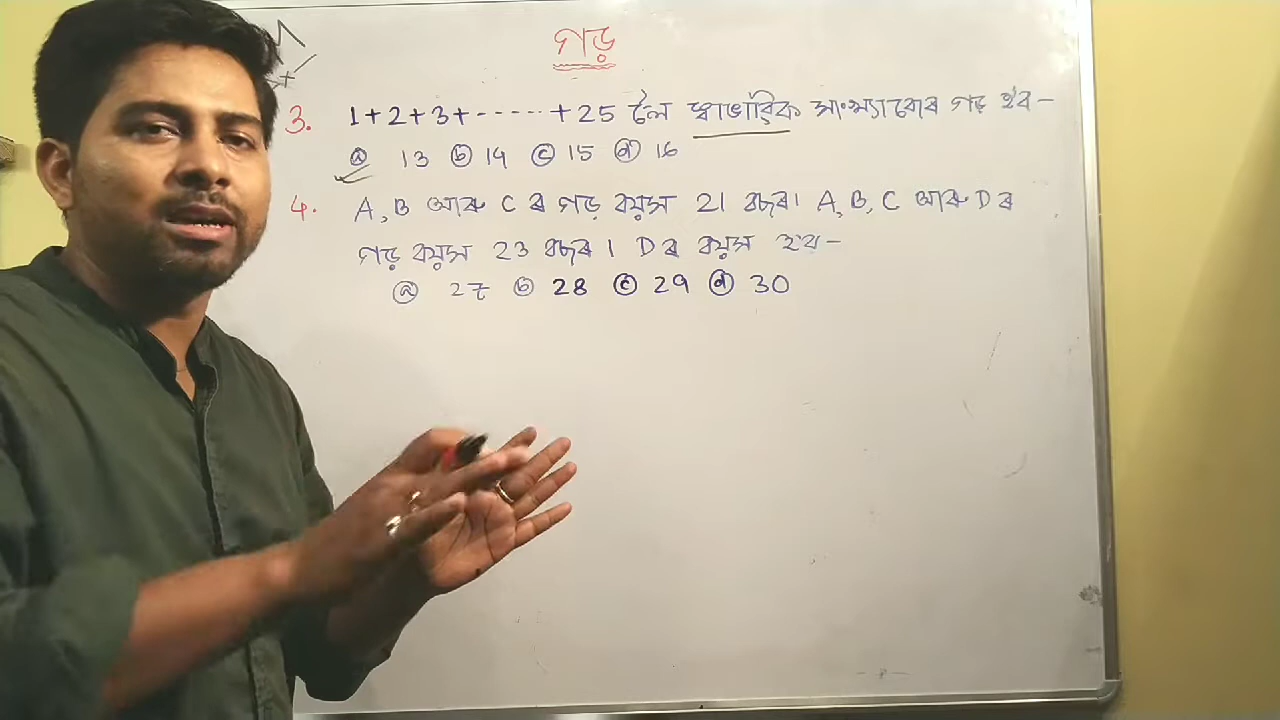 গড়
3. 1+2+3+------+25 লৈ স্বাভাৱিক সাংখ্যাবোৰ গড় হ'ব -
ⓐ 13 ⓑ 14 ⓒ 15 ⓓ 16
4. A, B আৰু C ৰ গড় বয়স 21 বছৰ। A, B, C আৰু D ৰ
গড় বয়স 23 বছৰ। D ৰ বয়স হ'ব -
ⓐ 27 ⓑ 28 ⓒ 29 ⓓ 30